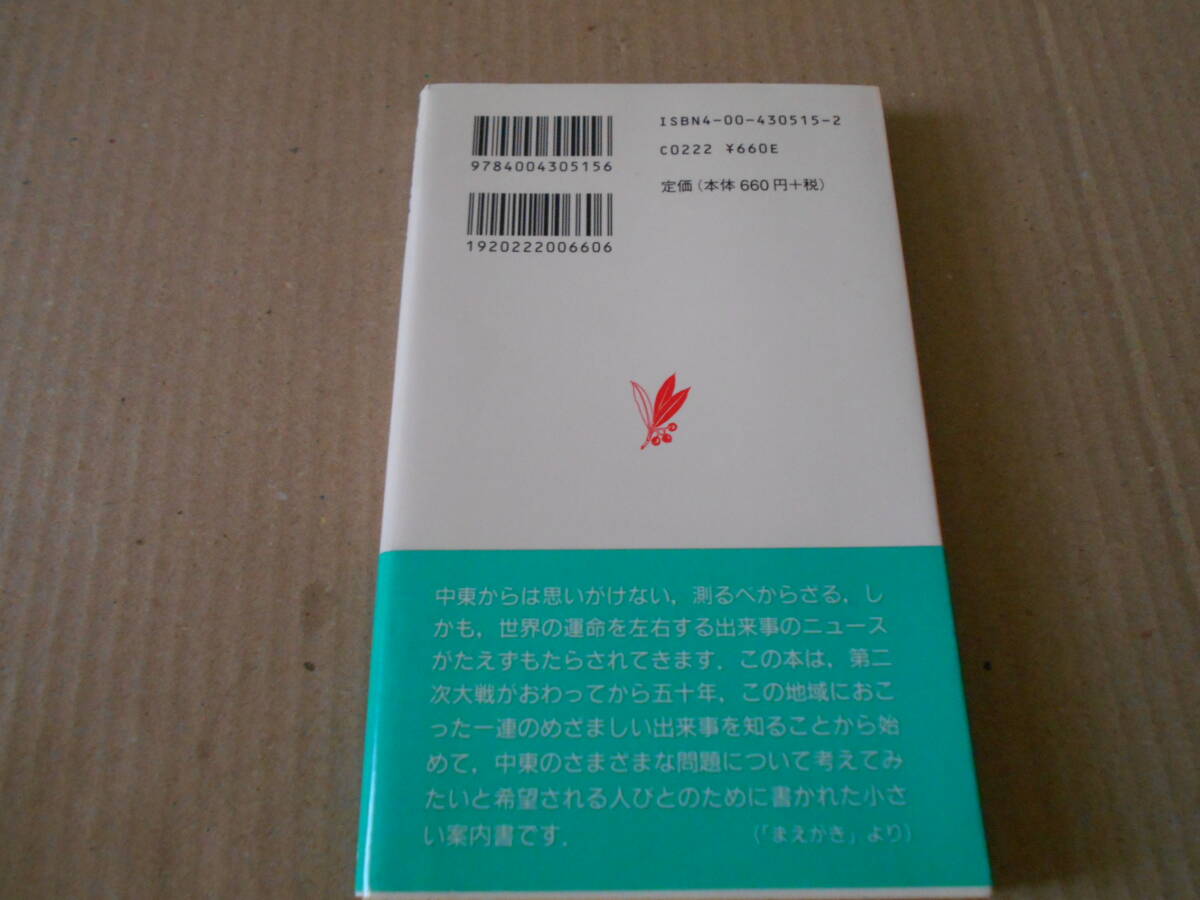 ISBN4-00-430515-2
C0222 ¥660E
定価(本体660円+税)
9784004305156
1920222006606
中東からは思いがけない，測るべからざる，し
かも，世界の運命を左右する出来事のニュース
がたえずもたらされてきます．この本は，第二
次大戦がおわってから五十年，この地域におこ
った一連のめざましい出来事を知ることから始
めて，中東のさまざまな問題について考えてみ
たいと希望される人びとのために書かれた小さ
い案内書です．　（「まえがき」より）